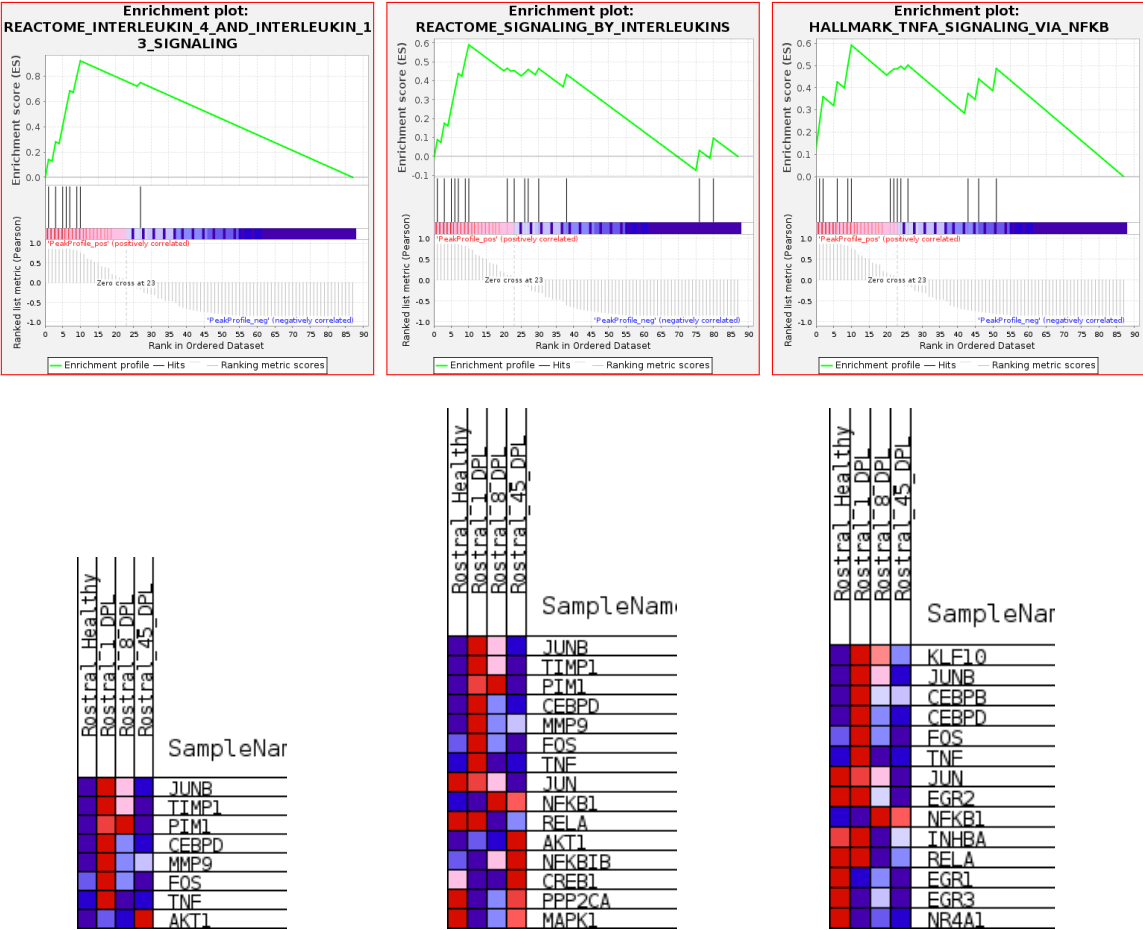 Enrichment plot:
REACTOME_INTERLEUKIN_4_AND_INTERLEUKIN_1
3_SIGNALING
Enrichment score (ES)
0.8
0.6
0.4
0.2
0.0
'PeakProfile_pos' (positively correlated)
Ranked list metric (Pearson)
1.0
0.5
0.0
-0.5
-1.0
Zero cross at 23
'PeakProfile_neg' (negatively correlated)
0 5 10 15 20 25 30 35 40 45 50 55 60 65 70 75 80 85 90
Rank in Ordered Dataset
Enrichment profile Hits Ranking metric scores
Enrichment plot:
REACTOME_SIGNALING_BY_INTERLEUKINS
Enrichment score (ES)
0.6
0.5
0.4
0.3
0.2
0.1
0.0
-0.1
'PeakProfile_pos' (positively correlated)
Ranked list metric (Pearson)
1.0
0.5
0.0
-0.5
-1.0
Zero cross at 23
'PeakProfile_neg' (negatively correlated)
0 5 10 15 20 25 30 35 40 45 50 55 60 65 70 75 80 85 90
Rank in Ordered Dataset
Enrichment profile Hits Ranking metric scores
Enrichment plot:
HALLMARK_TNFA_SIGNALING_VIA_NFKB
Enrichment score (ES)
0.6
0.5
0.4
0.3
0.2
0.1
0.0
'PeakProfile_pos' (positively correlated)
Ranked list metric (Pearson)
1.0
0.5
0.0
-0.5
-1.0
Zero cross at 23
'PeakProfile_neg' (negatively correlated)
0 5 10 15 20 25 30 35 40 45 50 55 60 65 70 75 80 85 90
Rank in Ordered Dataset
Enrichment profile Hits Ranking metric scores
Rostral_Healthy
Rostral_1_DPL
Rostral_8_DPL
Rostral_45_DPL
SampleNam
JUNB
TIMP1
PIM1
CEBPD
MMP9
FOS
TNF
AKT1
Rostral_Healthy
Rostral_1_DPL
Rostral_8_DPL
Rostral_45_DPL
SampleName
JUNB
TIMP1
PIM1
CEBPD
MMP9
FOS
TNF
JUN
NFKB1
RELA
AKT1
NFKBIB
CREB1
PPP2CA
MAPK1
Rostral_Healthy
Rostral_1_DPL
Rostral_8_DPL
Rostral_45_DPL
SampleNam
KLF10
JUNB
CEBPB
CEBPD
FOS
TNF
JUN
EGR2
NFKB1
INHBA
RELA
EGR1
EGR3
NR4A1